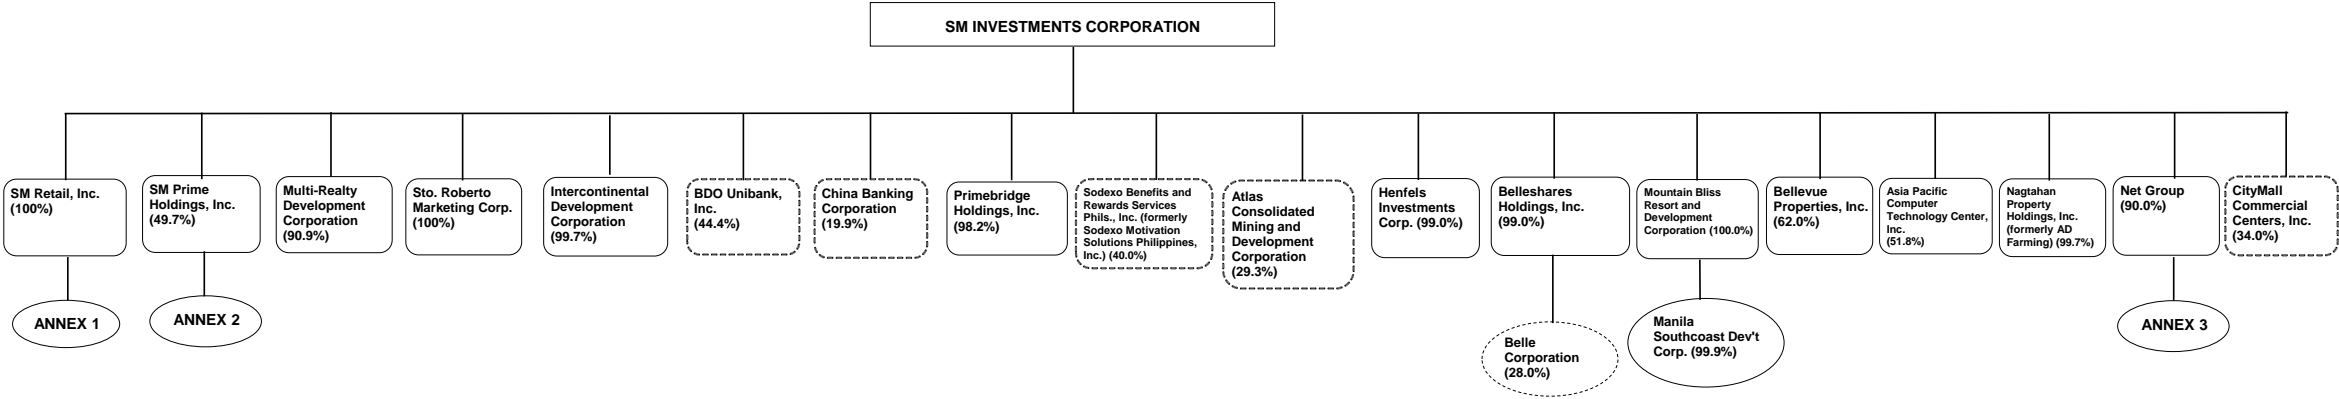 SM INVESTMENTS CORPORATION
SM Retail, Inc.
(100%)
SM Prime
Holdings, Inc.
(49.7%)
Multi-Realty
Development
Corporation
(90.9%)
Sto. Roberto
Marketing Corp.
(100%)
Intercontinental
Development
Corporation
(99.7%)
BDO Unibank,
Inc.
(44.4%)
China Banking
Corporation
(19.9%)
Primebridge
Holdings, Inc.
(98.2%)
Sodexo Benefits and
Rewards Services
Phils., Inc. (formerly
Sodexo Motivation
Solutions Philippines,
Inc.) (40.0%)
Atlas
Consolidated
Mining and
Development
Corporation
(29.3%)
Henfels
Investments
Corp. (99.0%)
Belleshares
Holdings, Inc.
(99.0%)
Mountain Bliss
Resort and
Development
Corporation (100.0%)
Bellevue
Properties, Inc.
(62.0%)
Asia Pacific
Computer
Technology Center,
Inc.
(51.8%)
Nagtahan
Property
Holdings, Inc.
(formerly AD
Farming) (99.7%)
Net Group
(90.0%)
CityMall
Commercial
Centers, Inc.
(34.0%)
ANNEX 1
ANNEX 2
Belle
Corporation
(28.0%)
Manila
Southcoast Dev't
Corp. (99.9%)
ANNEX 3